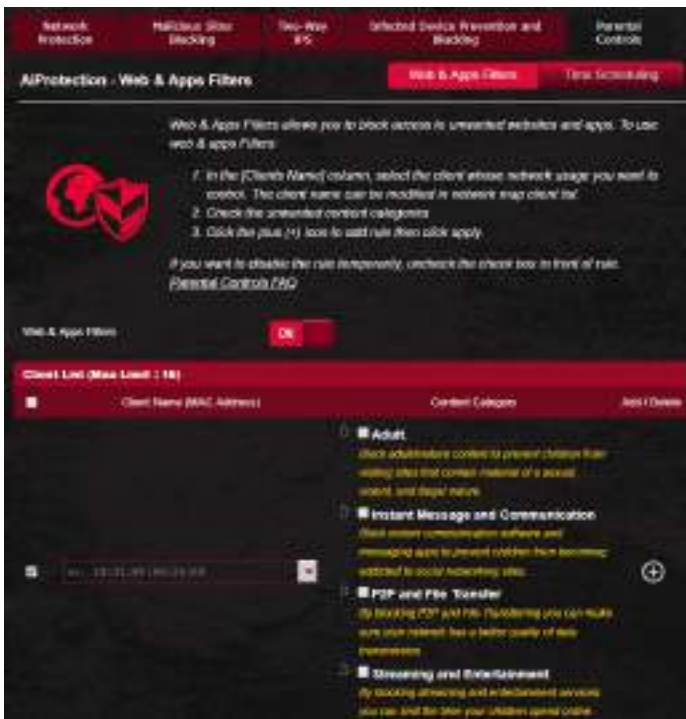 Network Protection
Malicious Sites Blocking
Two-Way IPS
Infected Device Prevention and Blocking
Parental Controls
AiProtection - Web & Apps Filters
Web & Apps Filters
Time Scheduling
Web & Apps Filters allows you to block access to unwanted websites and apps. To use
web & apps Filters:
1. In the [Clients Name] column, select the client whose network usage you want to
control. The client name can be modified in network map client list.
2. Check the unwanted content categories
3. Click the plus (+) icon to add rule then click apply.
If you want to disable the rule temporarily, uncheck the check box in front of rule.
Parental Controls FAQ
Web & Apps Filters
ON
Client List (Max Limit : 16)
Client Name (MAC Address)
Content Category
Add / Delete
Adult
Block adult/mature content to prevent children from
visiting sites that contain material of a sexual,
violent, and illegal nature.
Instant Message and Communication
Block instant communication software and
messaging apps to prevent children from becoming
addicted to social networking sites.
P2P and File Transfer
By blocking P2P and File Transferring you can make
sure your network has a better quality of data
transmission.
Streaming and Entertainment
By blocking streaming and entertainment services
you can limit the time your children spend online.